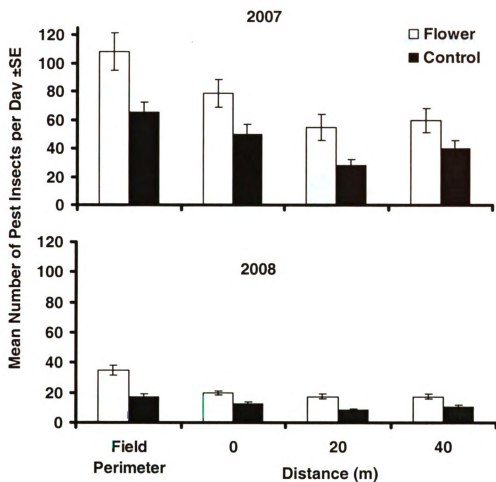 2007
Flower
Control
120
100
80
60
40
20
0
Mean Number of Pest Insects per Day ±SE
2008
120
100
80
60
40
20
0
Field 0 20 40
Perimeter
Distance (m)